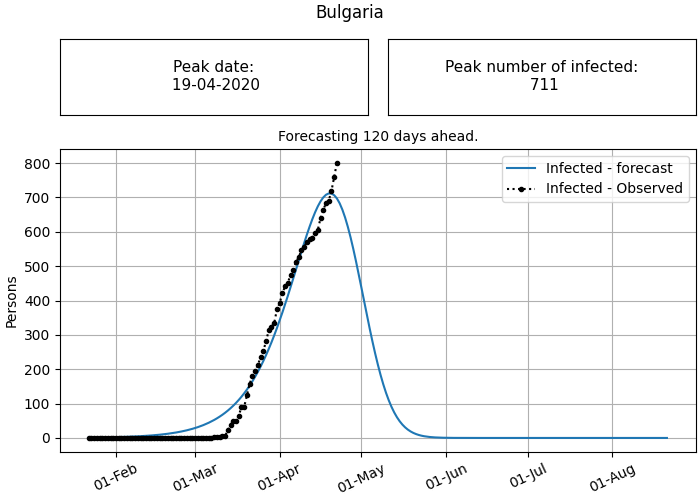 Bulgaria
Peak date:
19-04-2020
Peak number of infected:
711
Forecasting 120 days ahead.
Infected - forecast
Infected - Observed
Persons
800
700
600
500
400
300
200
100
0
01-Feb
01-Mar
01-Apr
01-May
01-Jun
01-Jul
01-Aug